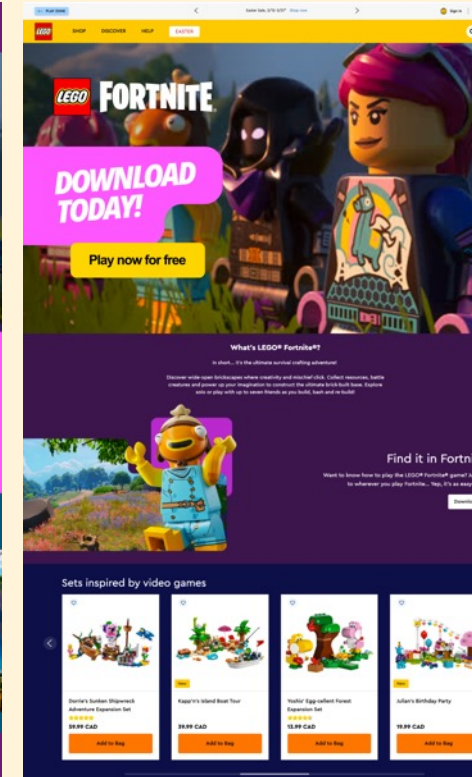 PLAY ZONE
Easter Sale, 3/15-3/31* Shop now
Sign in
LEGO
SHOP
DISCOVER
HELP
EASTER
LEGO FORTNITE
DOWNLOAD
TODAY!
Play now for free
What's LEGO® Fortnite®?
In short... it's the ultimate survival crafting adventure!
Discover wide-open brickscapes where creativity and mischief click. Collect resources, battle
creatures and power up your imagination to construct the ultimate brick-built base. Explore
solo or play with up to seven friends as you build, bash and re-build!
Find it in Fortni
Want to know how to play the LEGO® Fortnite® game?
to wherever you play Fortnite... Yep, it's as easy
Downloa
Sets inspired by video games
Dorrie's Sunken Shipwreck
Adventure Expansion Set
59.99 CAD
Add to Bag
New
Kapp'n's Island Boat Tour
39.99 CAD
Add to Bag
Yoshis' Egg-cellent Forest
Expansion Set
13.99 CAD
Add to Bag
New
Julian's Birthday Party
19.99 CAD
Add to Bag